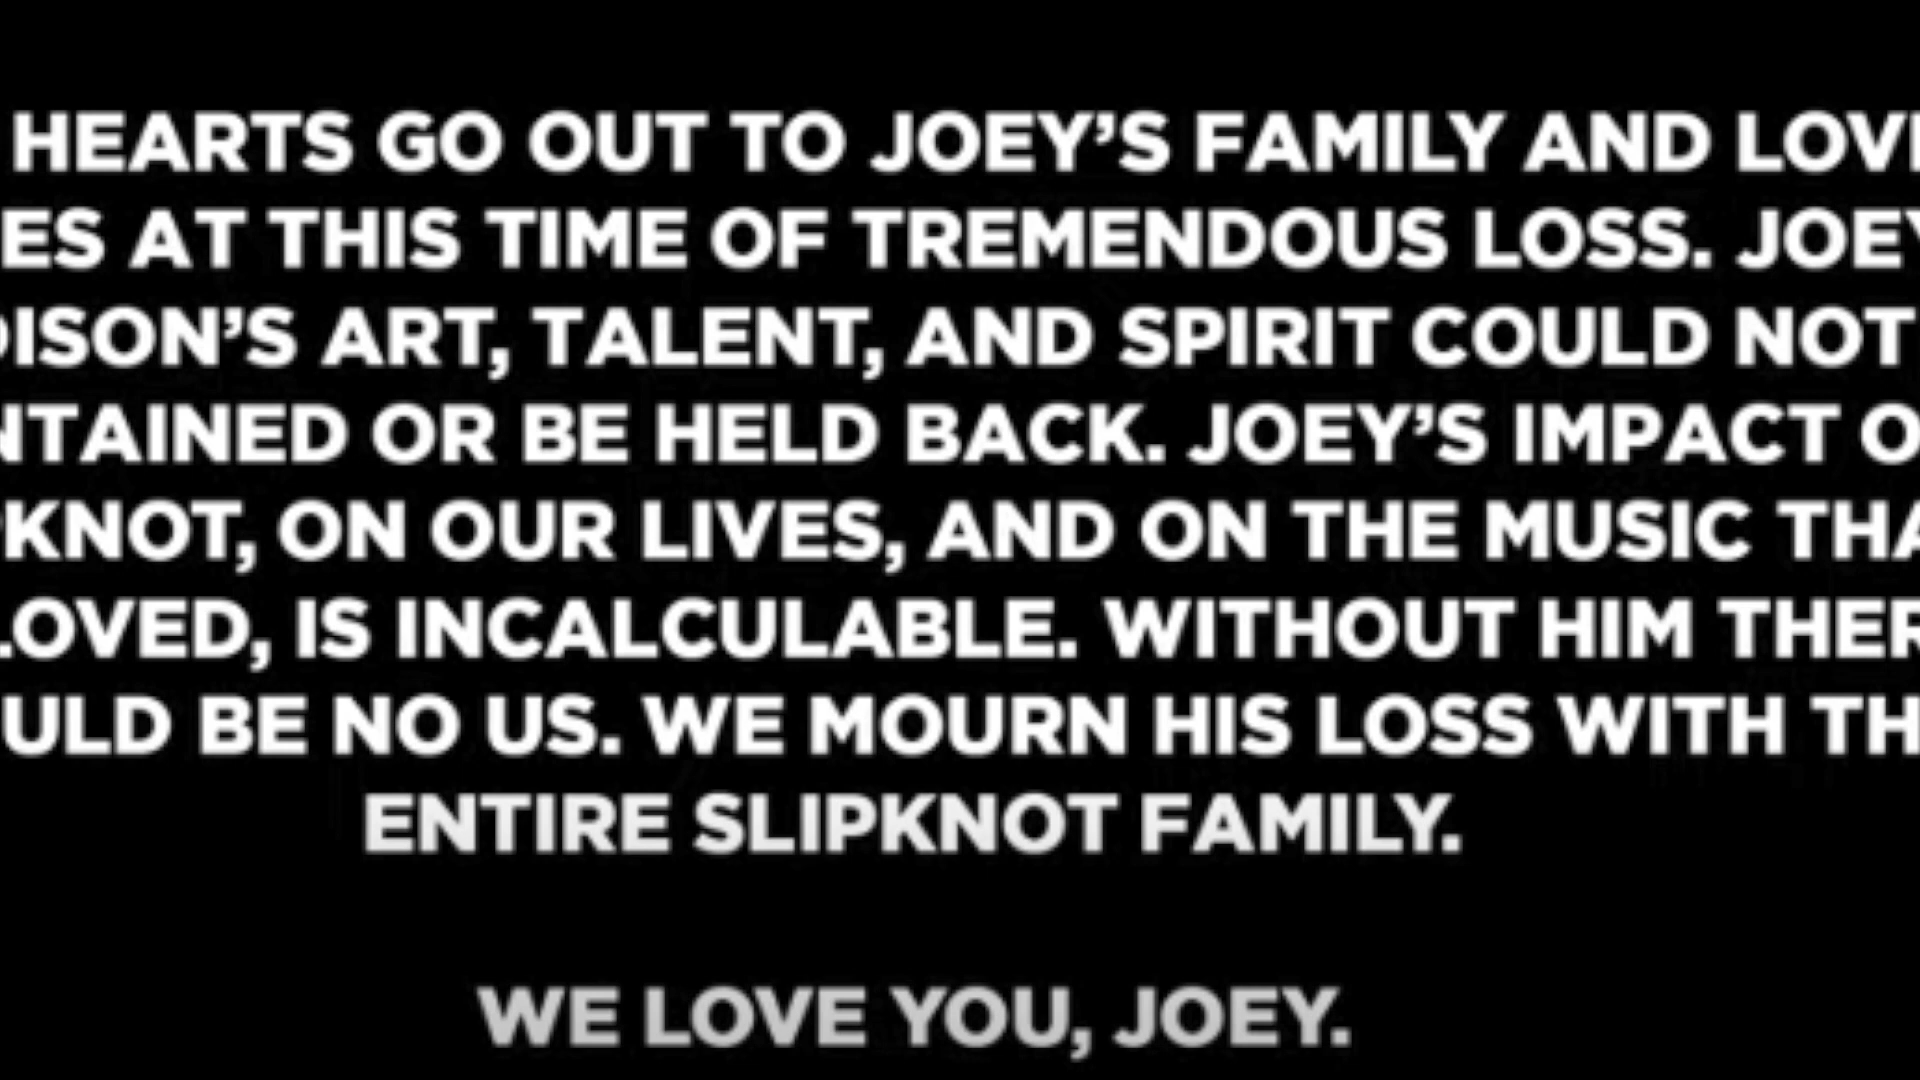 HEARTS GO OUT TO JOEY'S FAMILY AND LOV
ES AT THIS TIME OF TREMENDOUS LOSS. JOEY
DISON'S ART, TALENT, AND SPIRIT COULD NOT
NTAINED OR BE HELD BACK. JOEY'S IMPACT O
KNOT, ON OUR LIVES, AND ON THE MUSIC THA
LOVED, IS INCALCULABLE. WITHOUT HIM THER
ULD BE NO US. WE MOURN HIS LOSS WITH TH
ENTIRE SLIPKNOT FAMILY.
WE LOVE YOU, JOEY.